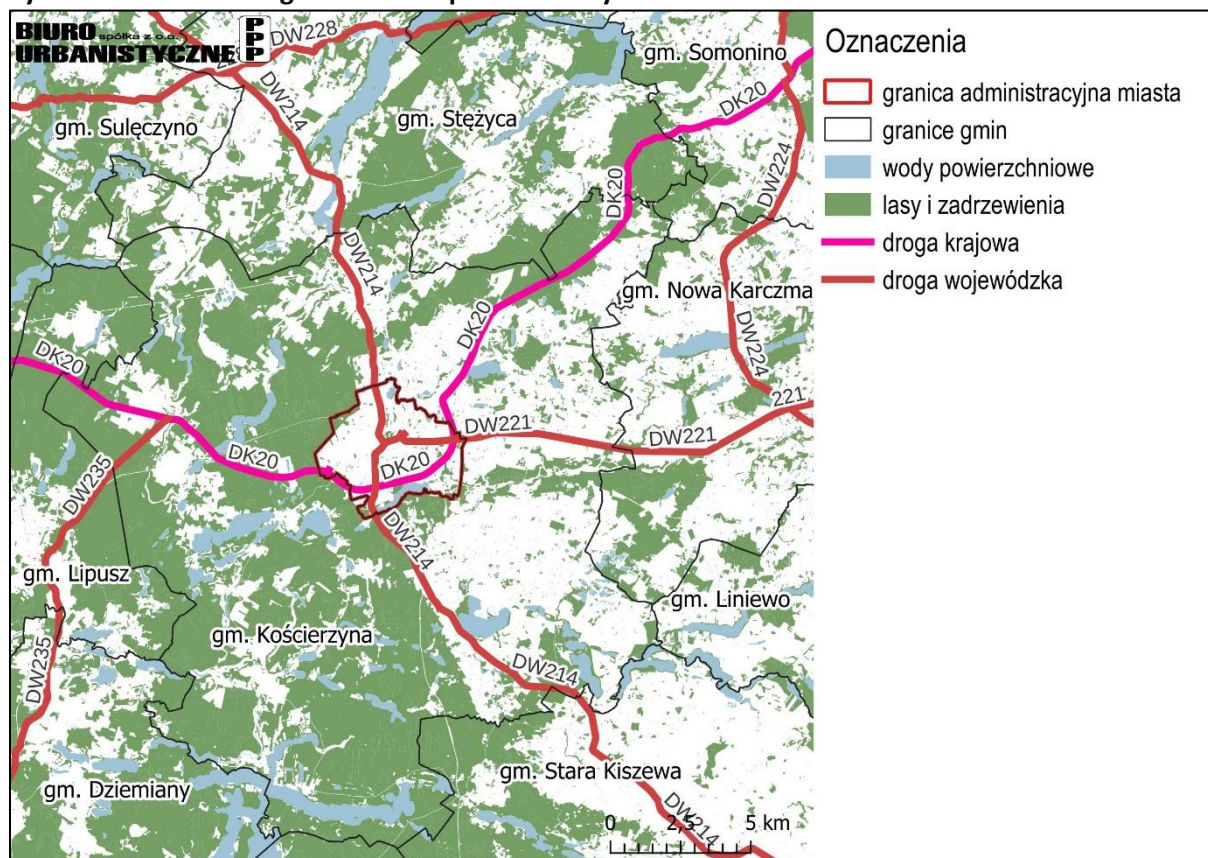 BIURO spółka z o.o.
URBANISTYCZNE
P
P
P
DW228
gm. Somonino
DK20
DW214
gm. Sulęczyno
gm. Stężyca
DW224
DK20
DW214
gm. Nowa Karczma
DK20
DK20
DW224
221
DW221
DW221
DK20
DK20
DW235
DW214
gm. Lipusz
gm. Liniewo
gm. Kościerzyna
DW235
DW214
gm. Stara Kiszewa
gm. Dziemiany
DW214
0 2,5 5 km
Oznaczenia
granica administracyjna miasta
granice gmin
wody powierzchniowe
lasy i zadrzewienia
droga krajowa
droga wojewódzka